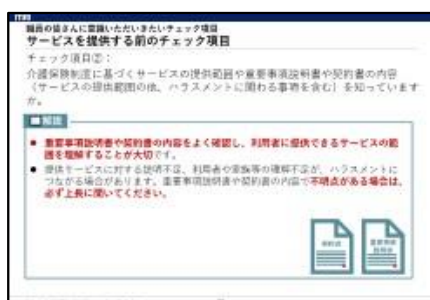 職員の皆さんに意識いただいきたいチェック項目
サービスを提供する前のチェック項目
チェック項目②：
介護保険制度に基づくサービスの提供範囲や重要事項説明書や契約書の内容
（サービスの提供範囲の他、ハラスメントに関わる事項を含む）を知っています
か。
■解説
● 重要事項説明書や契約書の内容をよく確認し、利用者に提供できるサービスの範
囲を理解することが大切です。
● 提供サービスに対する説明不足、利用者や家族等の理解不足が、ハラスメントに
つながる場合があります。重要事項説明書や契約書の内容で不明点がある場合は、
必ず上長に聞いてください。
契約書
重要事項
説明書